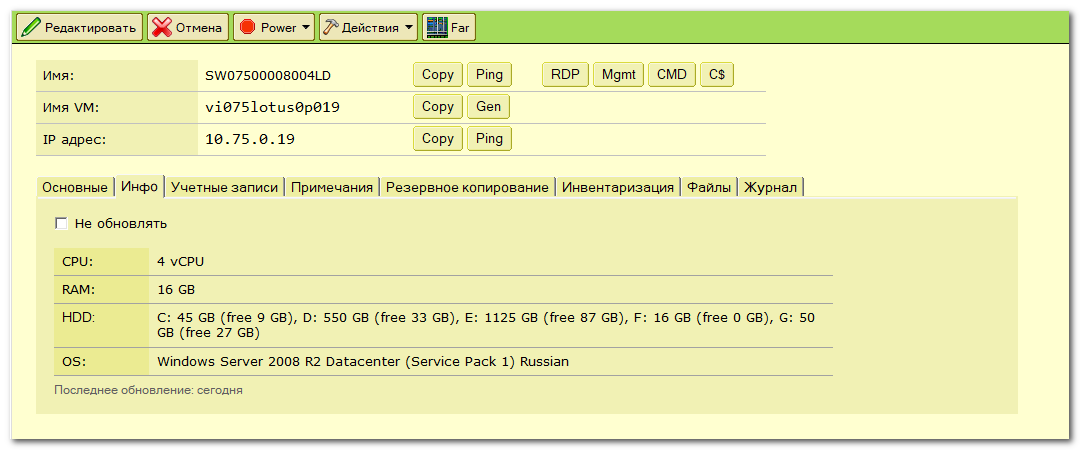 Редактировать Отмена Power Действия Far
Имя: SW07500008004LD Copy Ping RDP Mgmt CMD C$
Имя VM: vi075lotus0p019 Copy Gen
IP адрес: 10.75.0.19 Copy Ping
Основные Инфо Учетные записи Примечания Резервное копирование Инвентаризация Файлы Журнал
Не обновлять
CPU: 4 vCPU
RAM: 16 GB
HDD: C: 45 GB (free 9 GB), D: 550 GB (free 33 GB), E: 1125 GB (free 87 GB), F: 16 GB (free 0 GB), G: 50
GB (free 27 GB)
OS: Windows Server 2008 R2 Datacenter (Service Pack 1) Russian
Последнее обновление: сегодня